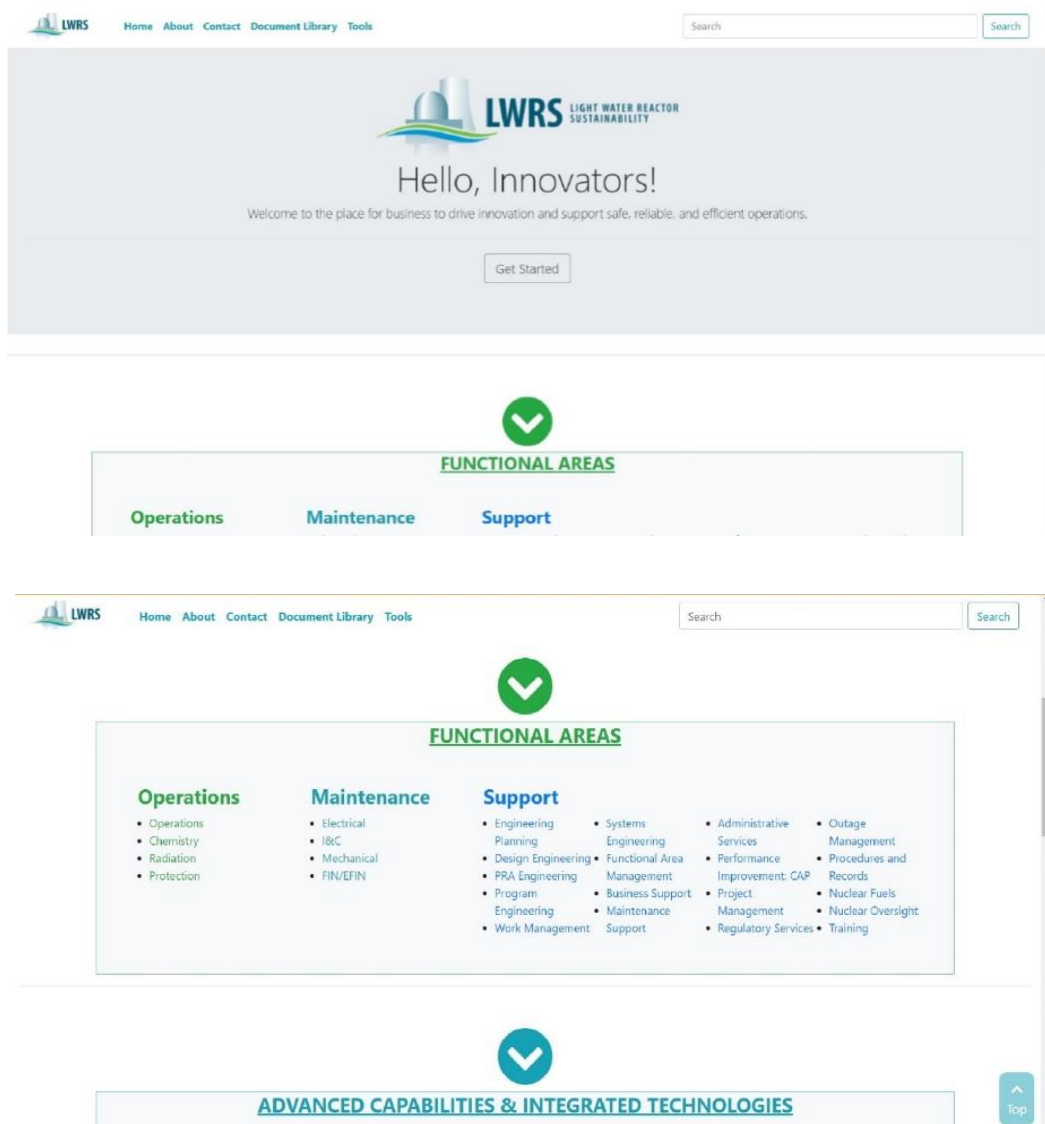 LWRS Home About Contact Document Library Tools Search Search
LWRS LIGHT WATER REACTOR
SUSTAINABILITY
Hello, Innovators!
Welcome to the place for business to drive innovation and support safe, reliable, and efficient operations.
Get Started
FUNCTIONAL AREAS
Operations Maintenance Support
LWRS Home About Contact Document Library Tools Search Search
FUNCTIONAL AREAS
Operations
• Operations
• Chemistry
• Radiation
• Protection
Maintenance
• Electrical
• I&C
• Mechanical
• FIN/EFIN
Support
• Engineering
Planning
• Design Engineering
• PRA Engineering
• Program
Engineering
• Work Management
• Systems
Engineering
• Functional Area
Management
• Business Support
• Maintenance
Support
• Administrative
Services
• Performance
Improvement: CAP
• Project
Management
• Regulatory Services
• Outage
Management
• Procedures and
Records
• Nuclear Fuels
• Nuclear Oversight
• Training
ADVANCED CAPABILITIES & INTEGRATED TECHNOLOGIES
Top